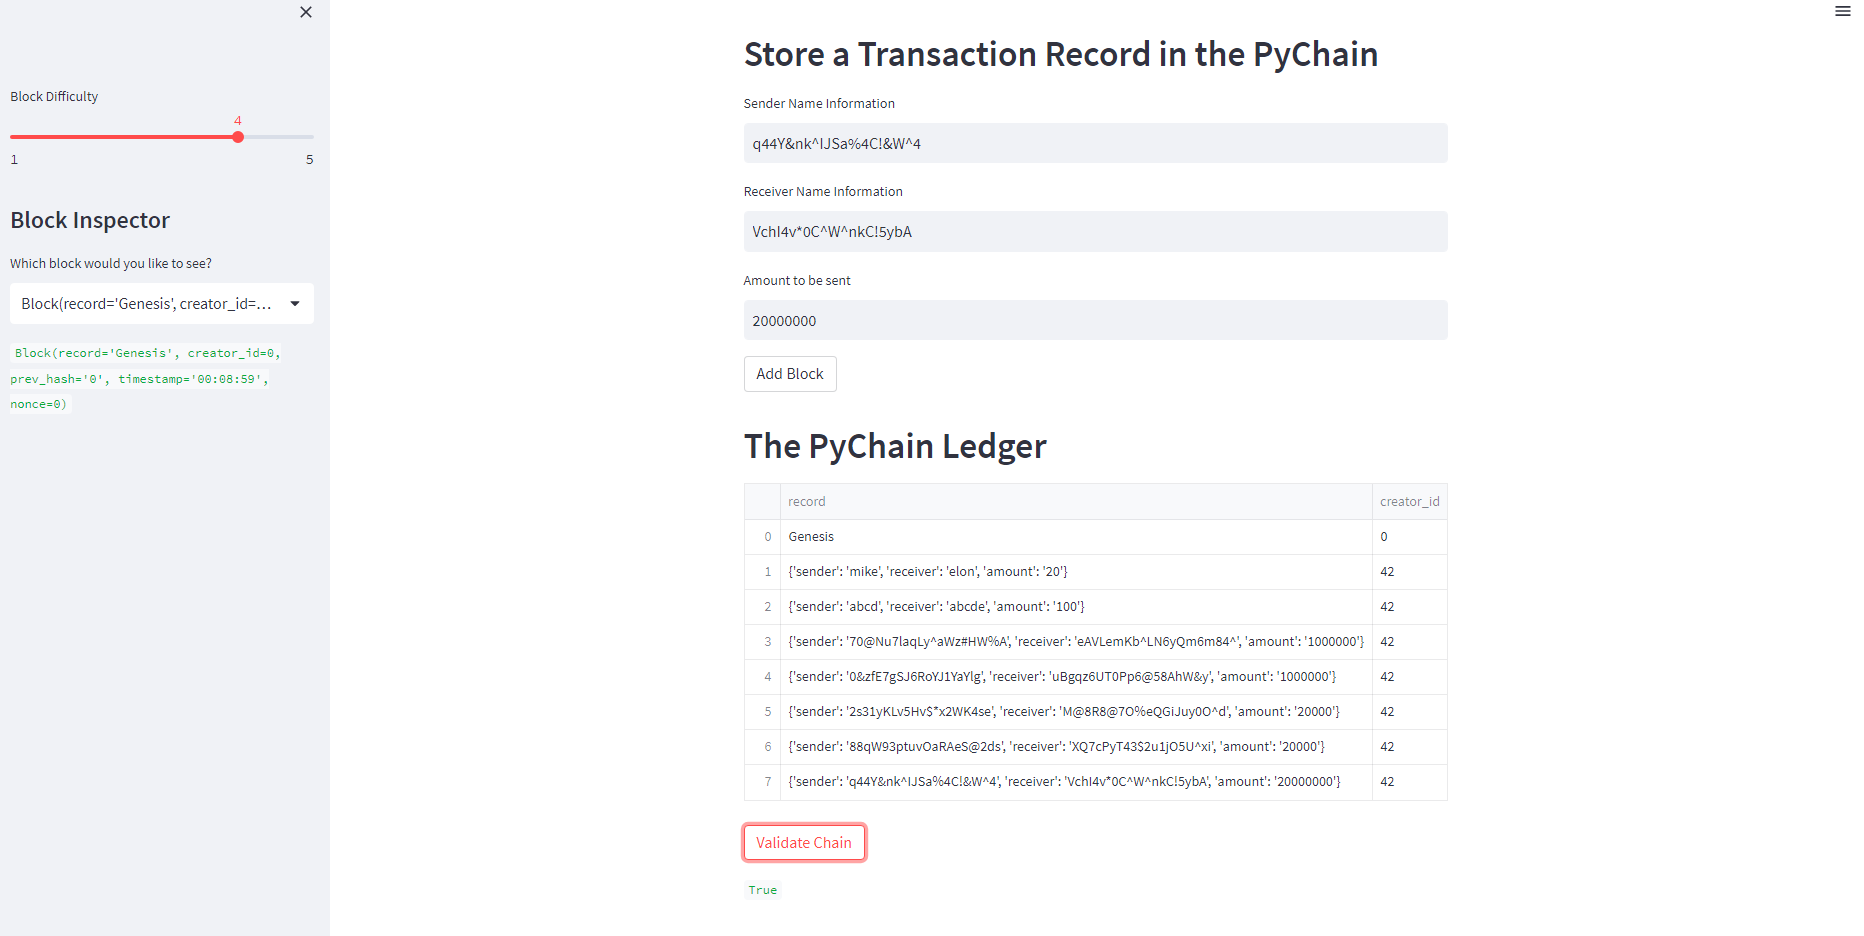 Block Difficulty
4
1 5
Block Inspector
Which block would you like to see?
Block(record='Genesis', creator_id=...
Block(record='Genesis', creator_id=0,
prev_hash='0', timestamp='00:08:59',
nonce=0)
Store a Transaction Record in the PyChain
Sender Name Information
q44Y&nk^IJSa%4C!&W^4
Receiver Name Information
VchI4v*0C^W^nkC!5ybA
Amount to be sent
20000000
Add Block
The PyChain Ledger
record creator_id
0 Genesis 0
1 {'sender': 'mike', 'receiver': 'elon', 'amount': '20'} 42
2 {'sender': 'abcd', 'receiver': 'abcde', 'amount': '100'} 42
3 {'sender': '70@Nu7laqLy^aWz#HW%A', 'receiver': 'eAVLemKb^LN6yQm6m84^', 'amount': '1000000'} 42
4 {'sender': '0&zfE7gSJ6RoYJ1YaYlg', 'receiver': 'uBgqz6UT0Pp6@58AhW&y', 'amount': '1000000'} 42
5 {'sender': '2s31yKLv5Hv$*x2WK4se', 'receiver': 'M@8R8@7O%eQGiJuy0O^d', 'amount': '20000'} 42
6 {'sender': '88qW93ptuvOaRAeS@2ds', 'receiver': 'XQ7cPyT43$2u1jO5U^xi', 'amount': '20000'} 42
7 {'sender': 'q44Y&nk^IJSa%4C!&W^4', 'receiver': 'VchI4v*0C^W^nkC!5ybA', 'amount': '20000000'} 42
Validate Chain
True